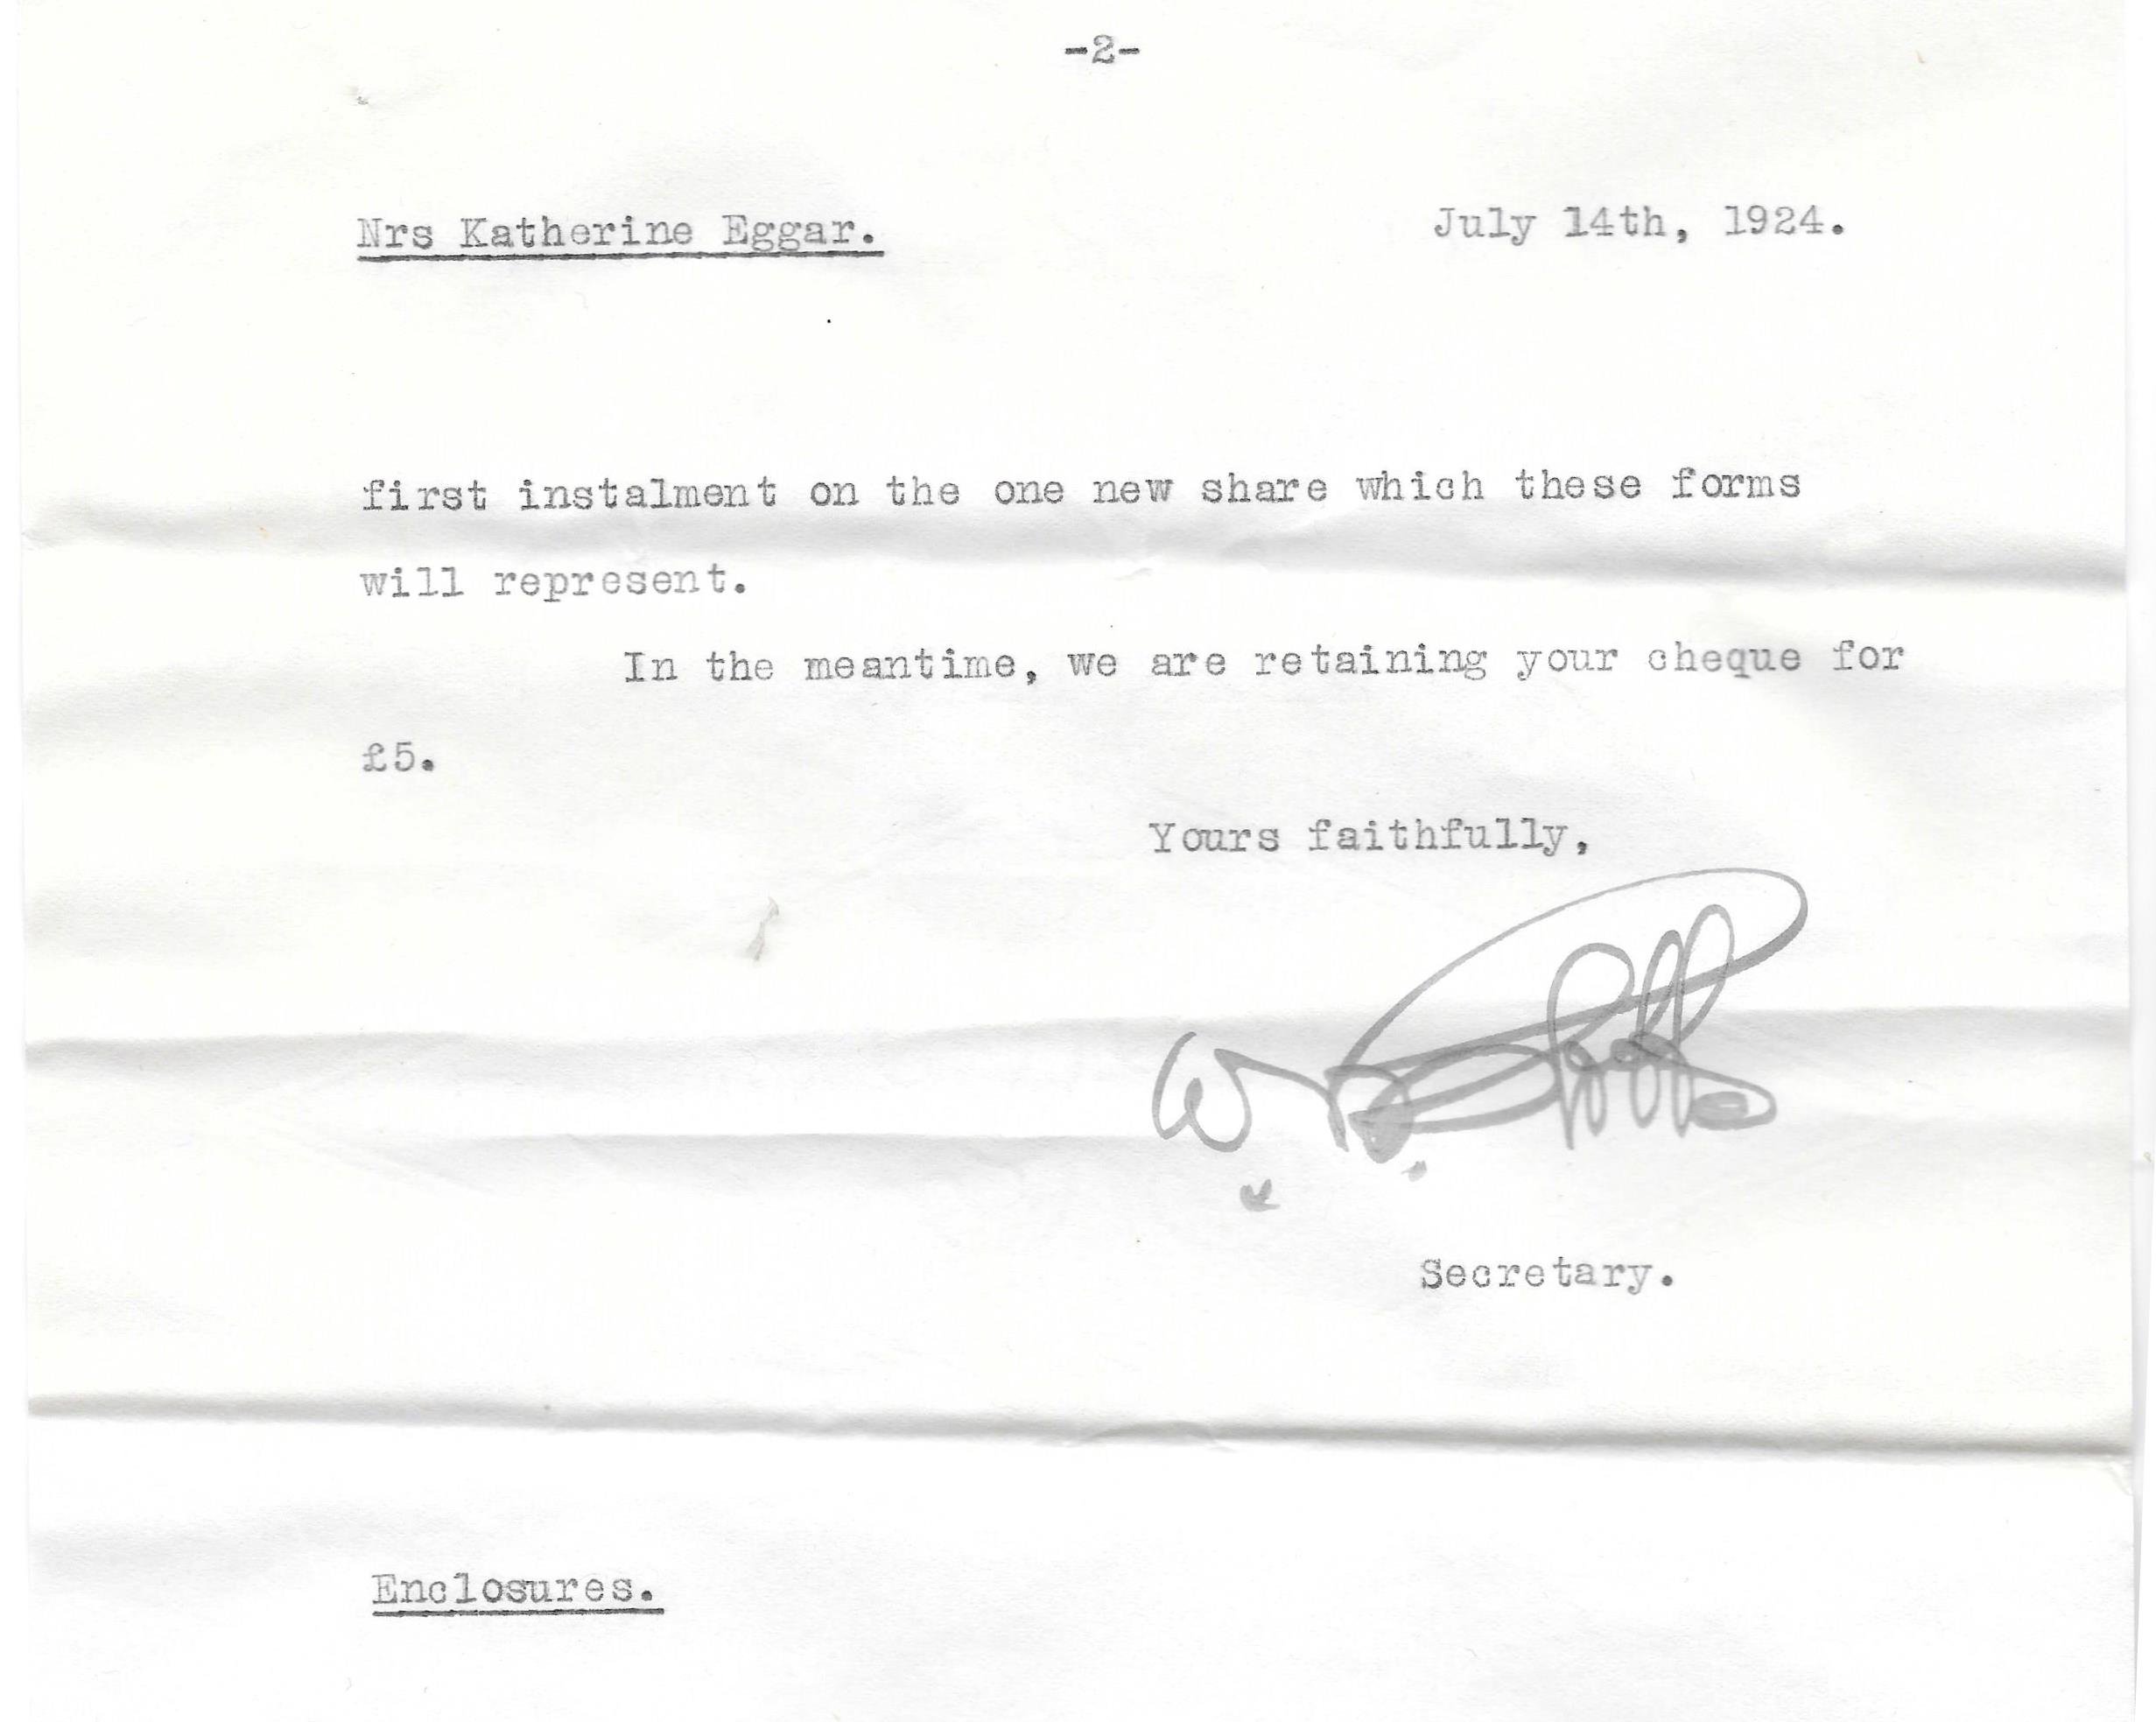 -2-
Nrs Katherine Eggar.
July 14th, 1924.
first instalment on the one new share which these forms
will represent.
In the meantime, we are retaining your cheque for
£5.
Yours faithfully,
W.
Secretary.
Enclosures.